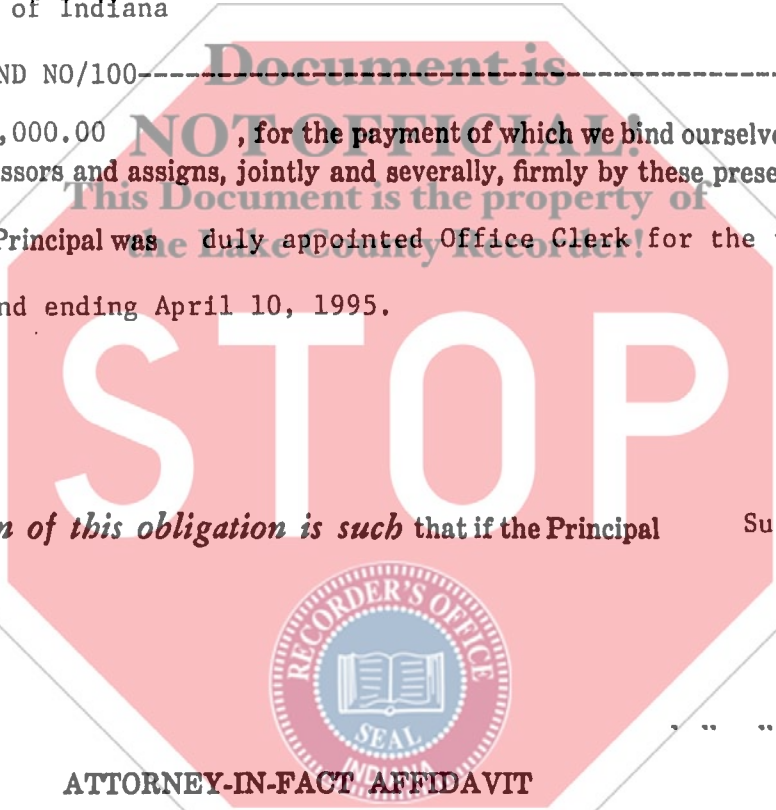 of Indiana
ND NO/100----------------------------------------
Document is
,000.00 , for the payment of which we bind ourselve
NOT OFFICIAL!
ssors and assigns, jointly and severally, firmly by these prese
This Document is the property of
Principal was duly appointed Office Clerk for the
the Lake County Recorder!
nd ending April 10, 1995.
STOP
n of this obligation is such that if the Principal Su
RECORDER'S OFFICE
SEAL
INDIANA
ATTORNEY-IN-FACT AFFIDAVIT